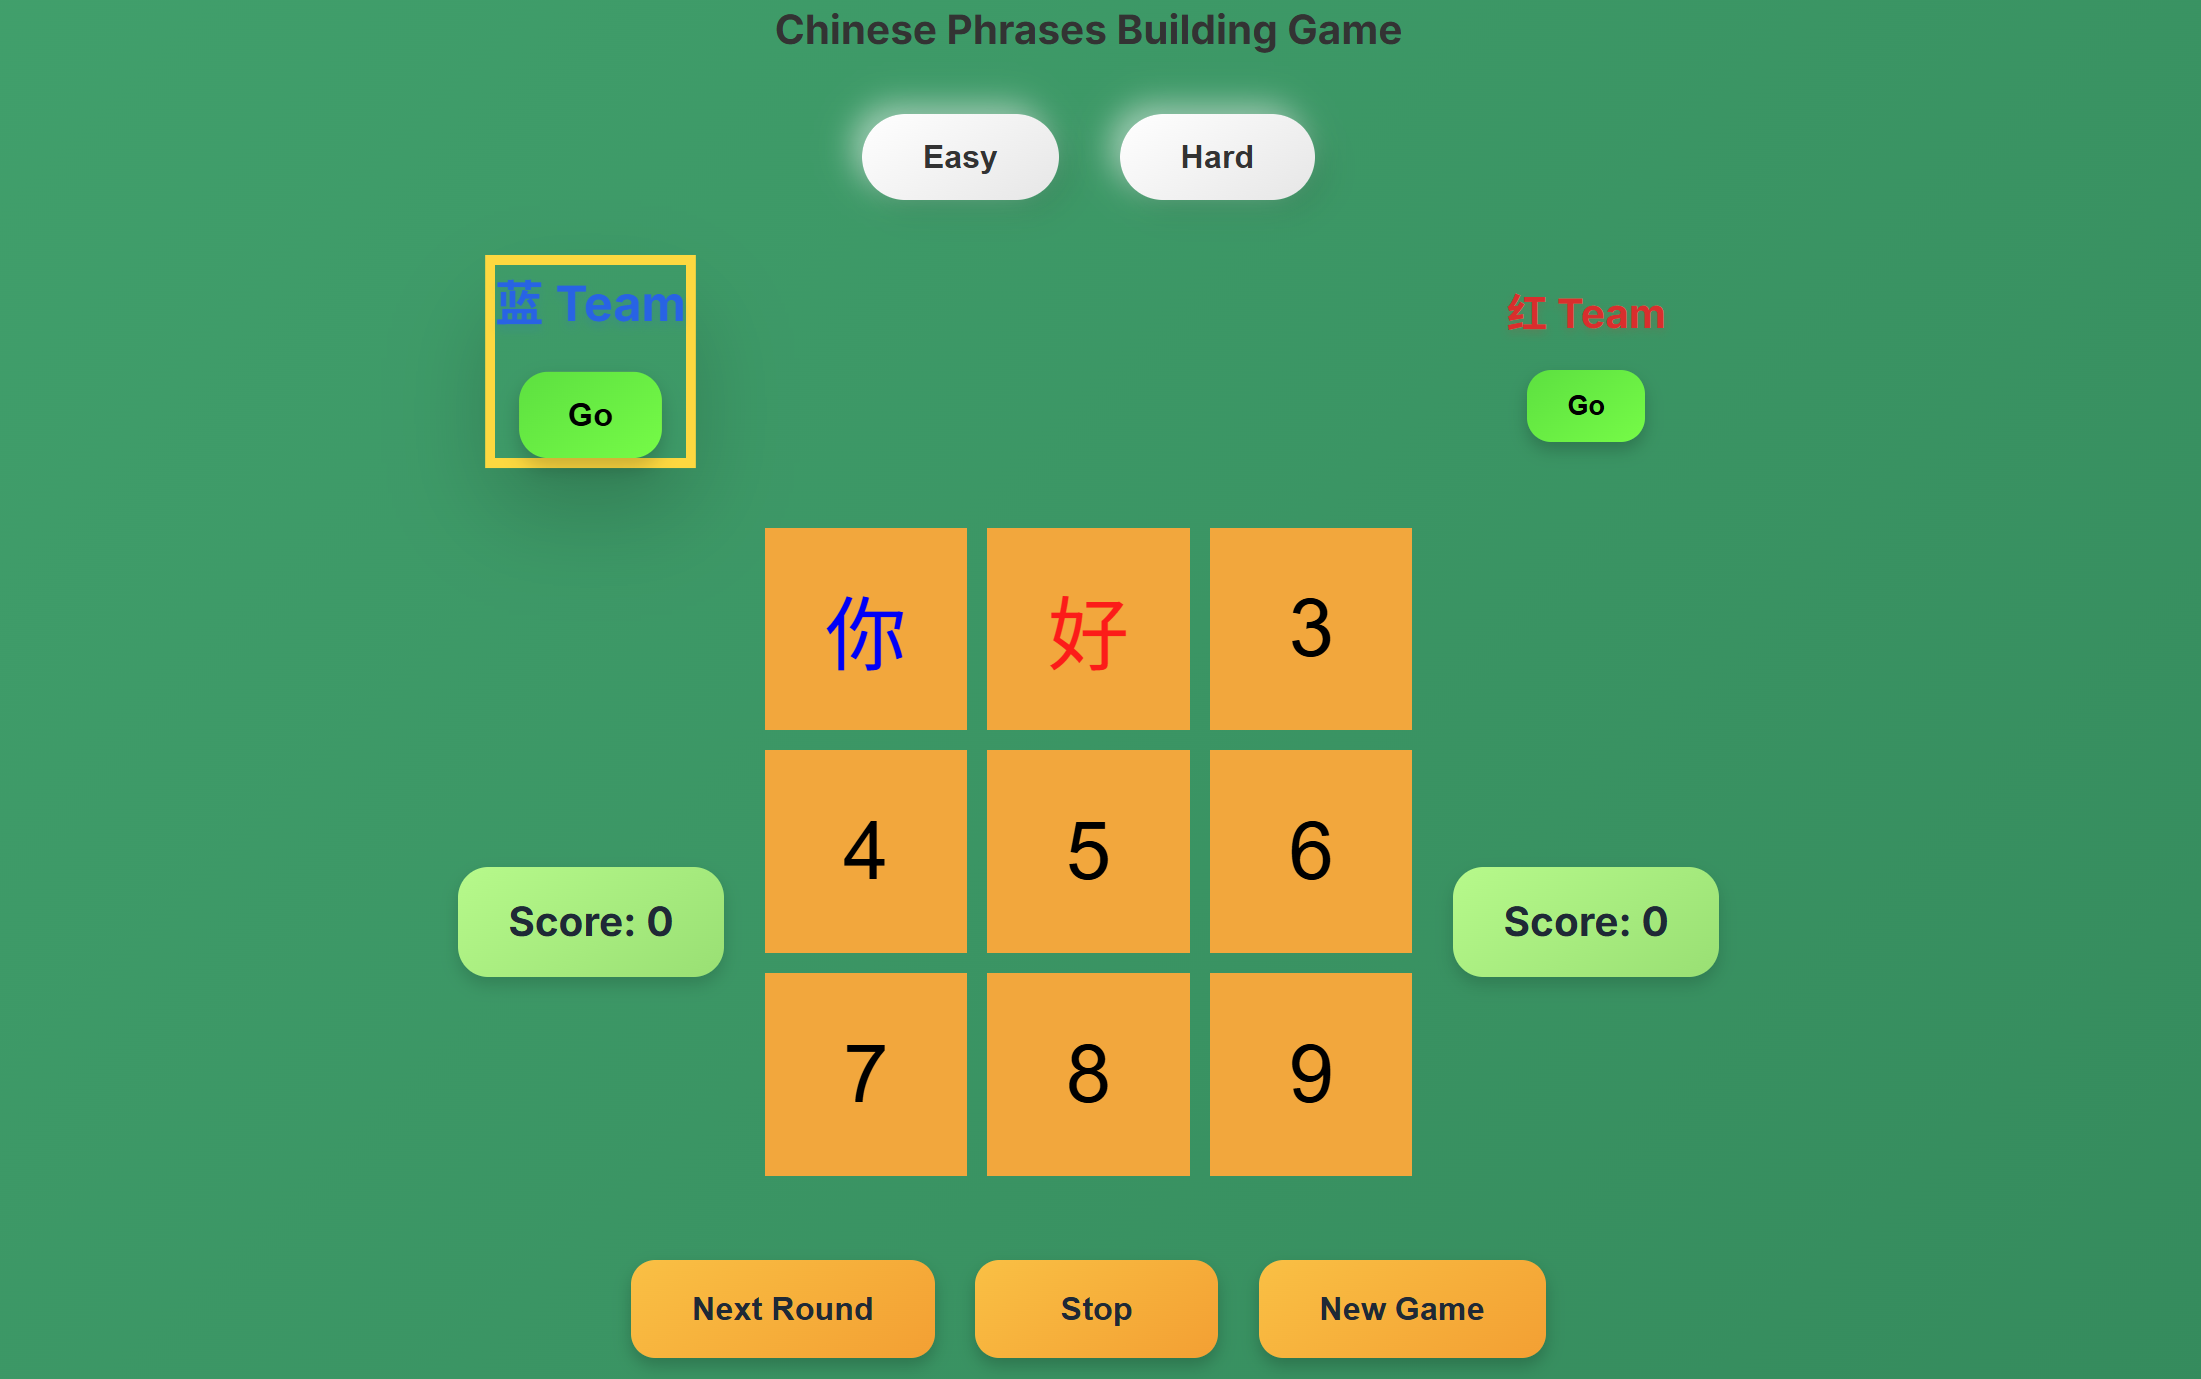 Chinese Phrases Building Game
Easy Hard
蓝 Team
红 Team
Go
Go
你 好 3
4 5 6
Score: 0
Score: 0
7 8 9
Next Round Stop New Game